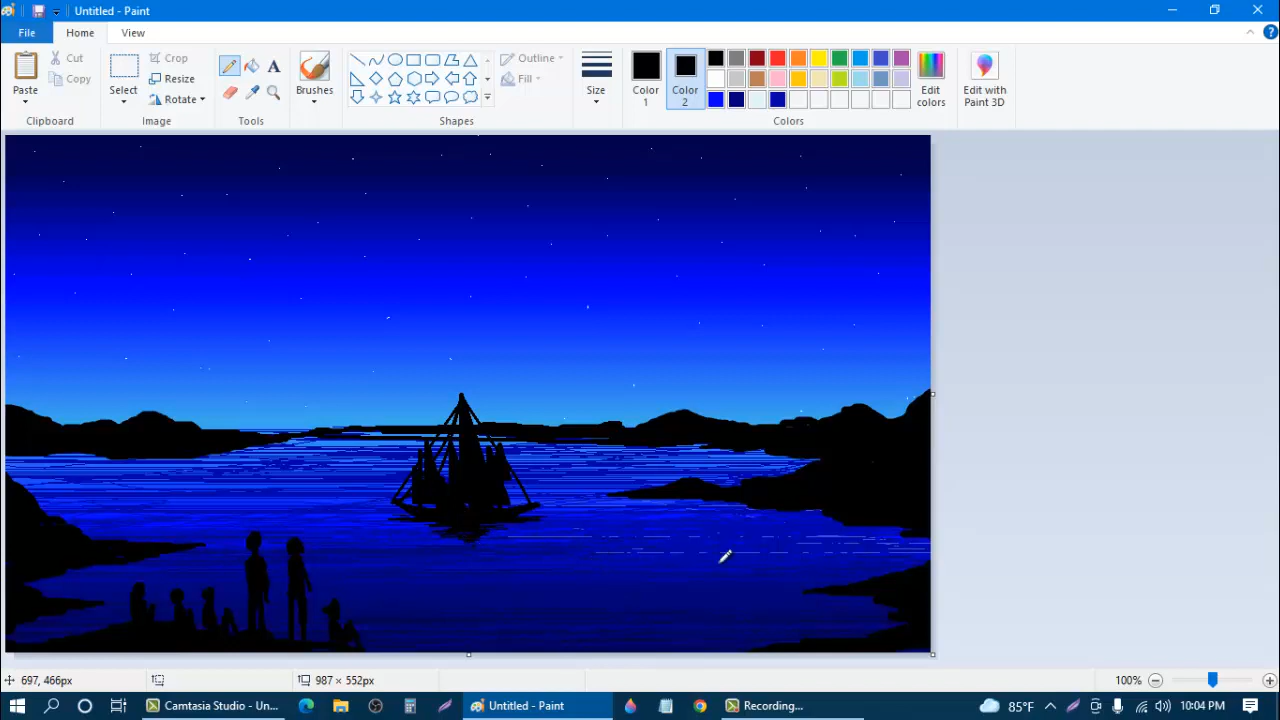 Untitled - Paint
File
Home
View
Paste
Cut
Copy
Clipboard
Select
Crop
Resize
Rotate
Image
A
Tools
Brushes
Shapes
Outline
Fill
Size
Color 1
Color 2
Colors
Edit colors
Edit with Paint 3D
697, 466px
987 × 552px
100%
Camtasia Studio - Un...
Untitled - Paint
Recording...
85°F
10:04 PM